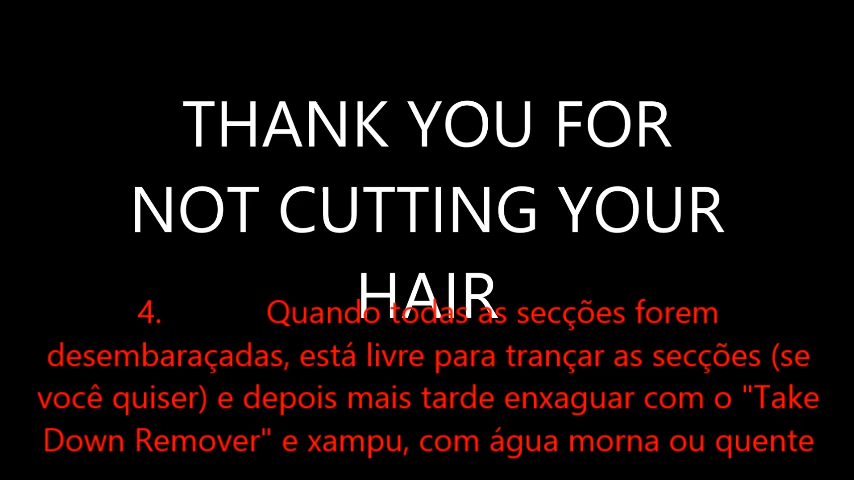 THANK YOU FOR
NOT CUTTING YOUR
HAIR
4. Quando todas as secções forem
desembaraçadas, está livre para trançar as secções (se
você quiser) e depois mais tarde enxaguar com o "Take
Down Remover" e xampu, com água morna ou quente